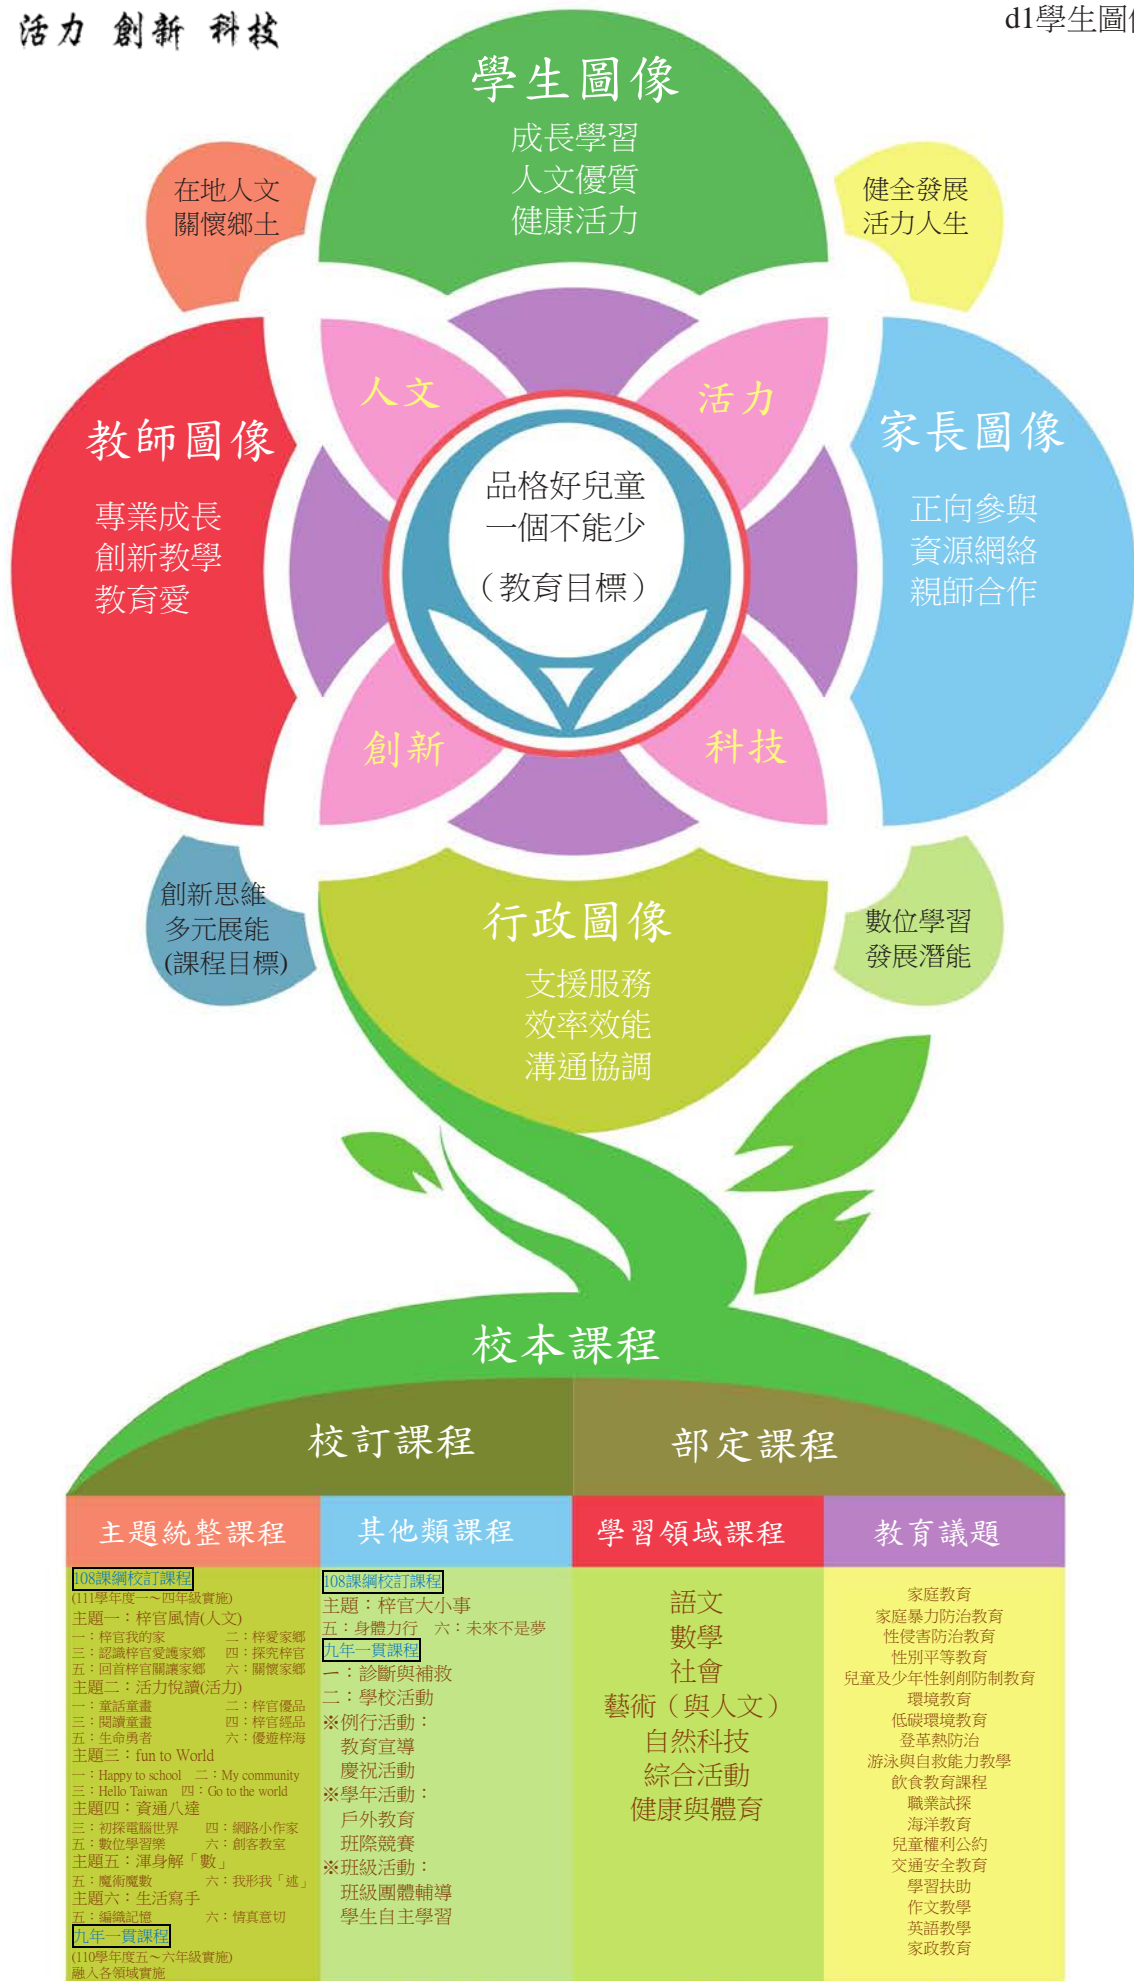 活力 創新 科技
d1學生圖
學生圖像
成長學習
人文優質
健康活力
在地人文
關懷鄉土
健全發展
活力人生
人文
活力
教師圖像
專業成長
創新教學
教育愛
品格好兒童
一個不能少
（教育目標）
家長圖像
正向參與
資源網絡
親師合作
創新
科技
創新思維
多元展能
(課程目標)
行政圖像
支援服務
效率效能
溝通協調
數位學習
發展潛能
校本課程
校訂課程
部定課程
主題統整課程
108課綱校訂課程
(111學年度一～四年級實施)
主題一：梓官風情(人文)
一：梓官我的家 二：梓愛家鄉
三：認識梓官愛護家鄉 四：探究梓官
五：回首梓官關讓家鄉 六：關懷家鄉
主題二：活力悅讀(活力)
一：童話童畫 二：梓官優品
三：閱讀童畫 四：梓官經品
五：生命勇者 六：優遊梓海
主題三：fun to World
一：Happy to school 二：My community
三：Hello Taiwan 四：Go to the world
主題四：資通八達
三：初探電腦世界 四：網路小作家
五：數位學習樂 六：創客教室
主題五：渾身解「數」
五：魔術魔數 六：我形我「述」
主題六：生活寫手
五：編織記憶 六：情真意切
九年一貫課程
(110學年度五～六年級實施)
融入各領域實施
其他類課程
108課綱校訂課程
主題：梓官大小事
五：身體力行 六：未來不是夢
九年一貫課程
一：診斷與補救
二：學校活動
※例行活動：
教育宣導
慶祝活動
※學年活動：
戶外教育
班際競賽
※班級活動：
班級團體輔導
學生自主學習
學習領域課程
語文
數學
社會
藝術（與人文）
自然科技
綜合活動
健康與體育
教育議題
家庭教育
家庭暴力防治教育
性侵害防治教育
性別平等教育
兒童及少年性剝削防制教育
環境教育
低碳環境教育
登革熱防治
游泳與自救能力教學
飲食教育課程
職業試探
海洋教育
兒童權利公約
交通安全教育
學習扶助
作文教學
英語教學
家政教育